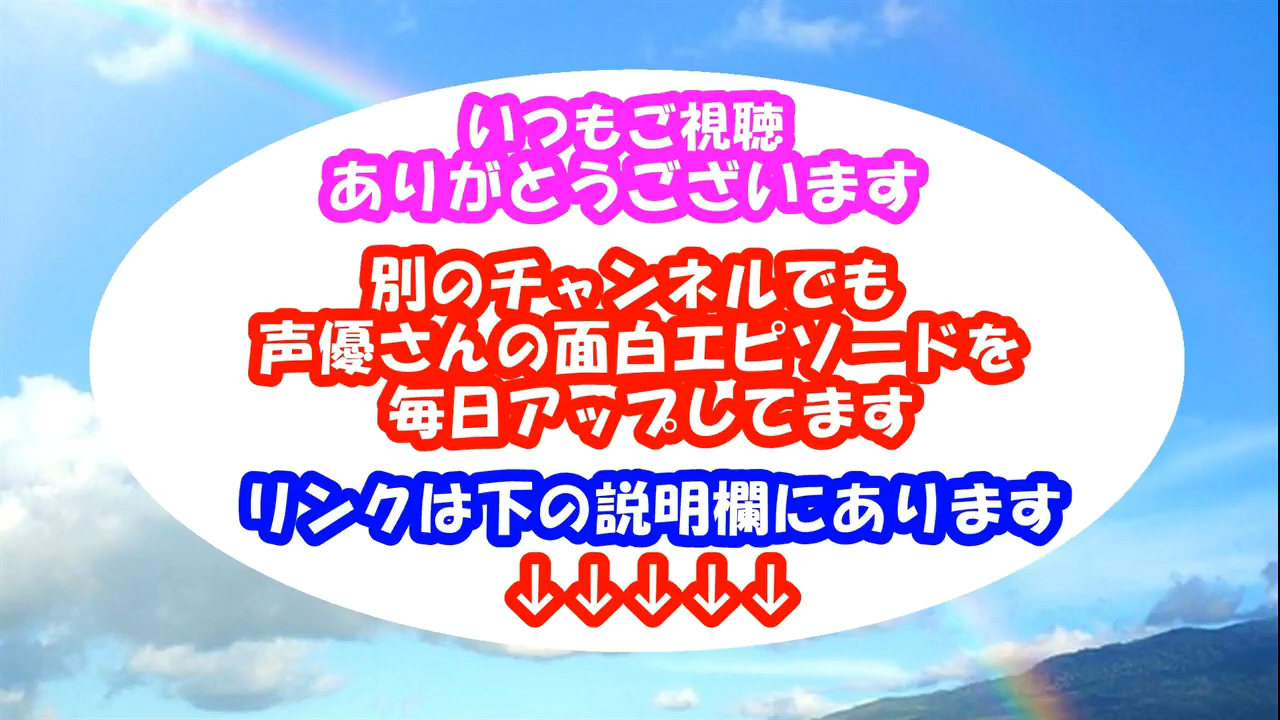 いつもご視聴
ありがとうございます
別のチャンネルでも
声優さんの面白エピソードを
毎日アップしてます
リンクは下の説明欄にあります
↓↓↓↓↓